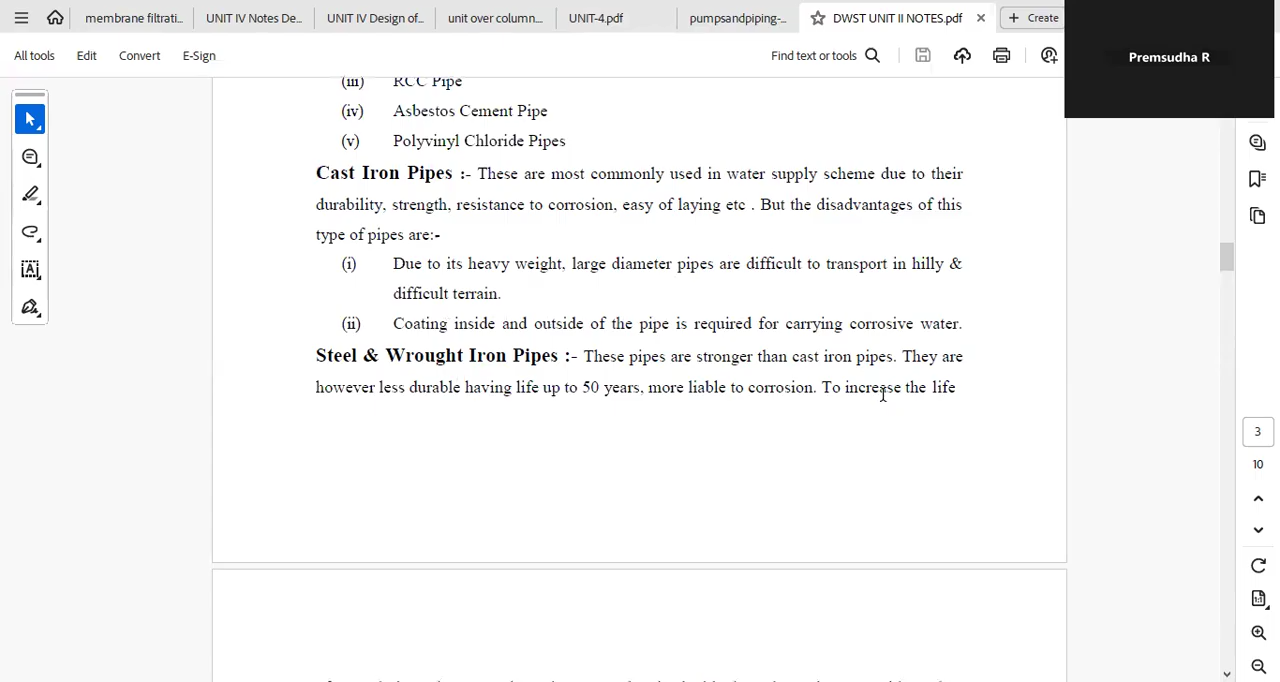 membrane filtrati...
UNIT IV Notes De...
UNIT IV Design of...
unit over column...
UNIT-4.pdf
pumpsandpiping-...
DWST UNIT II NOTES.pdf
Create
All tools
Edit
Convert
E-Sign
Find text or tools
Premsudha R
(iii) RCC Pipe
(iv) Asbestos Cement Pipe
(v) Polyvinyl Chloride Pipes
Cast Iron Pipes :- These are most commonly used in water supply scheme due to their
durability, strength, resistance to corrosion, easy of laying etc . But the disadvantages of this
type of pipes are:-
(i) Due to its heavy weight, large diameter pipes are difficult to transport in hilly &
difficult terrain.
(ii) Coating inside and outside of the pipe is required for carrying corrosive water.
Steel & Wrought Iron Pipes :- These pipes are stronger than cast iron pipes. They are
however less durable having life up to 50 years, more liable to corrosion. To increase the life
3
10